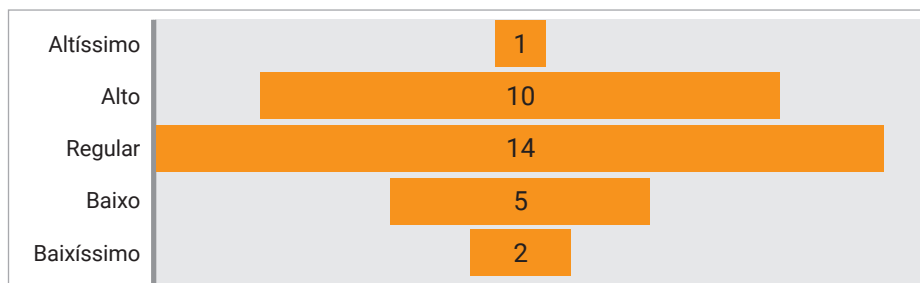 Altíssimo 1
Alto 10
Regular 14
Baixo 5
Baixíssimo 2